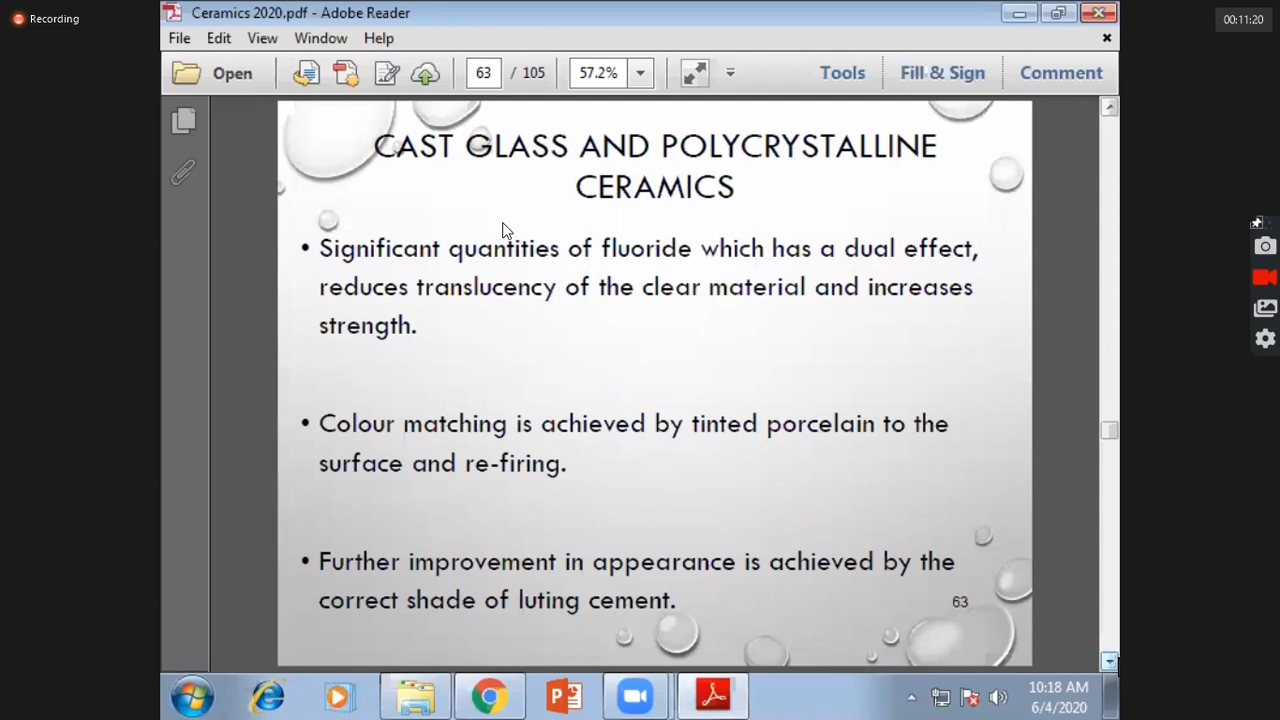 Recording
Ceramics 2020.pdf - Adobe Reader
00:11:20
File Edit View Window Help
Open 63 / 105 57.2% Tools Fill & Sign Comment
CAST GLASS AND POLYCRYSTALLINE
CERAMICS
• Significant quantities of fluoride which has a dual effect,
reduces translucency of the clear material and increases
strength.
• Colour matching is achieved by tinted porcelain to the
surface and re-firing.
• Further improvement in appearance is achieved by the
correct shade of luting cement.
63
10:18 AM
6/4/2020